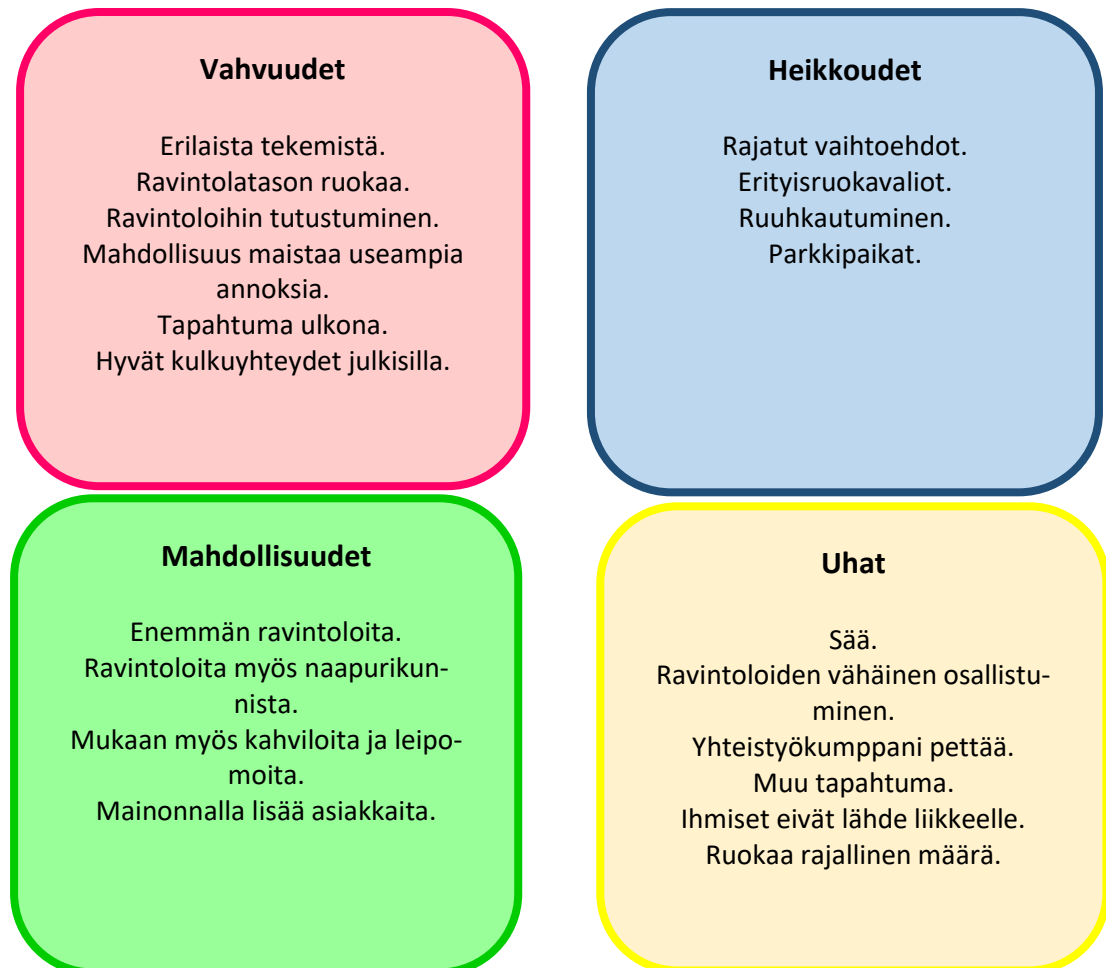 Vahvuudet
Erilaista tekemistä.
Ravintolatason ruokaa.
Ravintoloihin tutustuminen.
Mahdollisuus maistaa useampia
annoksia.
Tapahtuma ulkona.
Hyvät kulkuyhteydet julkisilla.
Heikkoudet
Rajatut vaihtoehdot.
Erityisruokavaliot.
Ruuhkautuminen.
Parkkipaikat.
Mahdollisuudet
Enemmän ravintoloita.
Ravintoloita myös naapurikun-
nista.
Mukaan myös kahviloita ja leipo-
moita.
Mainonnalla lisää asiakkaita.
Uhat
Sää.
Ravintoloiden vähäinen osallistu-
minen.
Yhteistyökumppani pettää.
Muu tapahtuma.
Ihmiset eivät lähde liikkeelle.
Ruokaa rajallinen määrä.